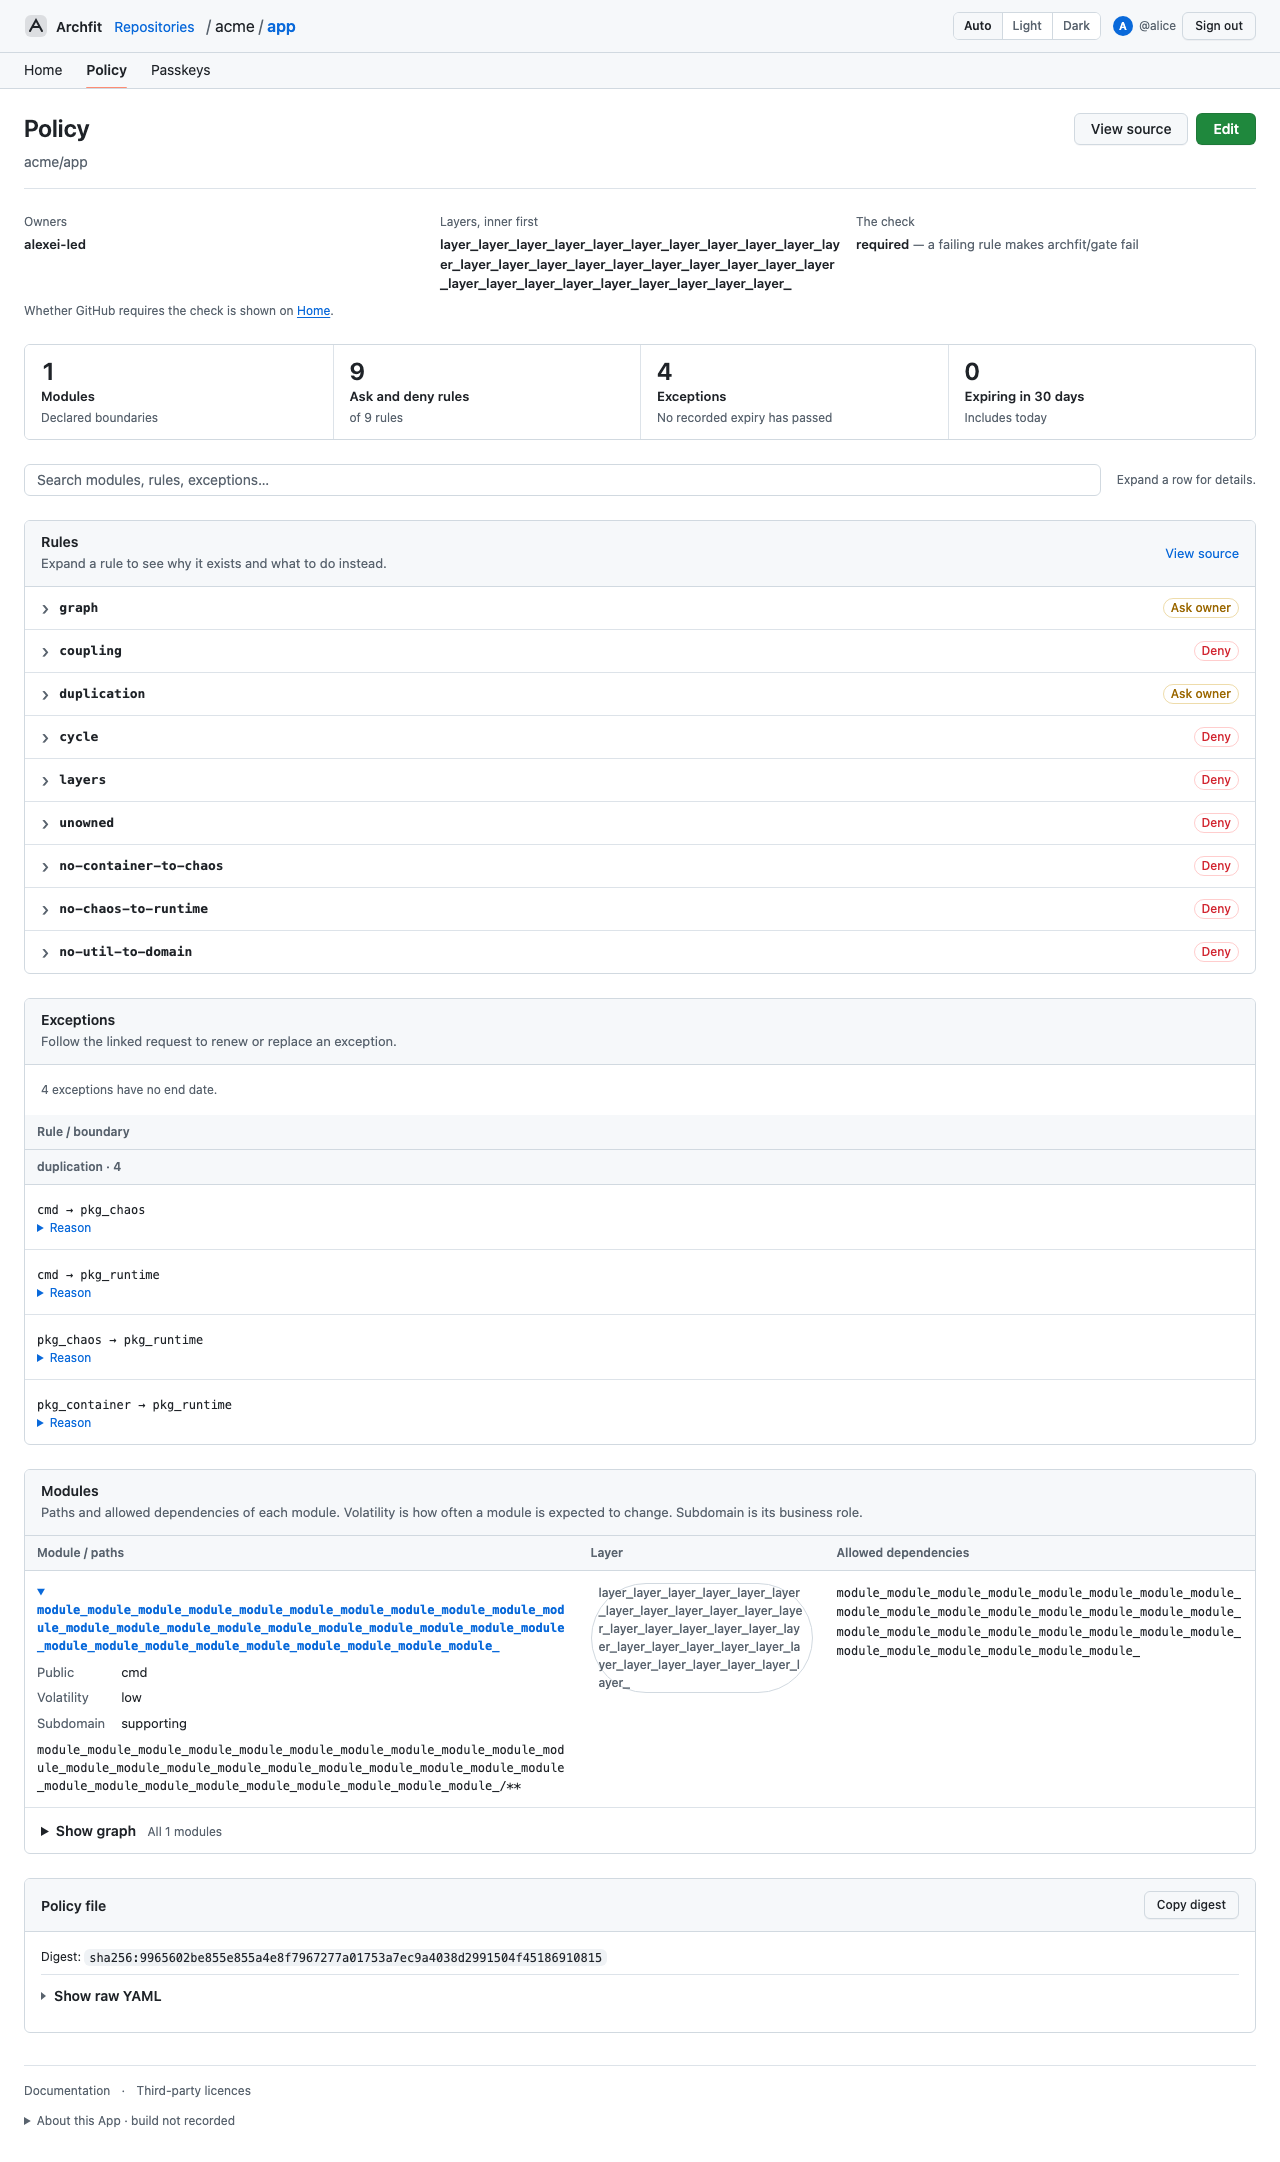 Archfit Repositories / acme / app
Auto Light Dark A @alice Sign out
Home Policy Passkeys
Policy
View source Edit
acme/app
Owners
alexei-led
Layers, inner first
layer_layer_layer_layer_layer_layer_layer_layer_layer_layer_lay
er_layer_layer_layer_layer_layer_layer_layer_layer_layer_layer
_layer_layer_layer_layer_layer_layer_layer_layer_layer_
The check
required — a failing rule makes archfit/gate fail
Whether GitHub requires the check is shown on Home.
1
Modules
Declared boundaries
9
Ask and deny rules
of 9 rules
4
Exceptions
No recorded expiry has passed
0
Expiring in 30 days
Includes today
Search modules, rules, exceptions...
Expand a row for details.
Rules
Expand a rule to see why it exists and what to do instead.
View source
graph Ask owner
coupling Deny
duplication Ask owner
cycle Deny
layers Deny
unowned Deny
no-container-to-chaos Deny
no-chaos-to-runtime Deny
no-util-to-domain Deny
Exceptions
Follow the linked request to renew or replace an exception.
4 exceptions have no end date.
Rule / boundary
duplication · 4
cmd → pkg_chaos
Reason
cmd → pkg_runtime
Reason
pkg_chaos → pkg_runtime
Reason
pkg_container → pkg_runtime
Reason
Modules
Paths and allowed dependencies of each module. Volatility is how often a module is expected to change. Subdomain is its business role.
Module / paths Layer Allowed dependencies
module_module_module_module_module_module_module_module_module_module_mod
ule_module_module_module_module_module_module_module_module_module_module
_module_module_module_module_module_module_module_module_module_
Public cmd
Volatility low
Subdomain supporting
module_module_module_module_module_module_module_module_module_module_mod
ule_module_module_module_module_module_module_module_module_module_module
_module_module_module_module_module_module_module_module_module_/**
layer_layer_layer_layer_layer_layer
_layer_layer_layer_layer_layer_laye
r_layer_layer_layer_layer_layer_lay
er_layer_layer_layer_layer_layer_la
yer_layer_layer_layer_layer_layer_l
ayer_
module_module_module_module_module_module_module_module_
module_module_module_module_module_module_module_module_
module_module_module_module_module_module_module_module_
module_module_module_module_module_module_
Show graph All 1 modules
Policy file
Copy digest
Digest: sha256:9965602be855e855a4e8f7967277a01753a7ec9a4038d2991504f45186910815
Show raw YAML
Documentation · Third-party licences
About this App · build not recorded